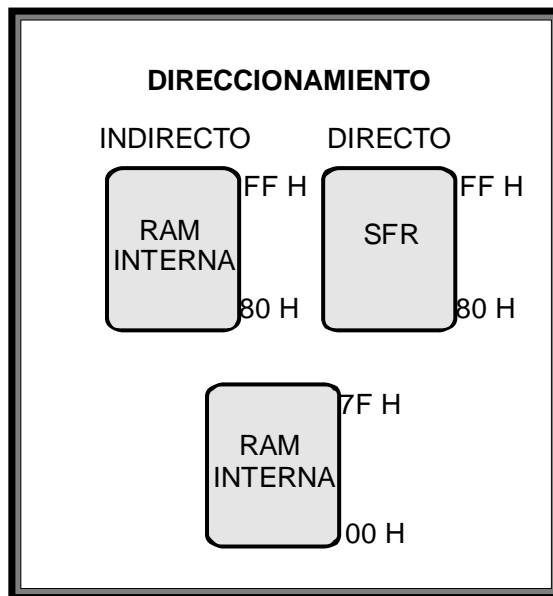 DIRECCIONAMIENTO
INDIRECTO DIRECTO
FF H FF H
RAM SFR
INTERNA
80 H 80 H
7F H
RAM
INTERNA
00 H